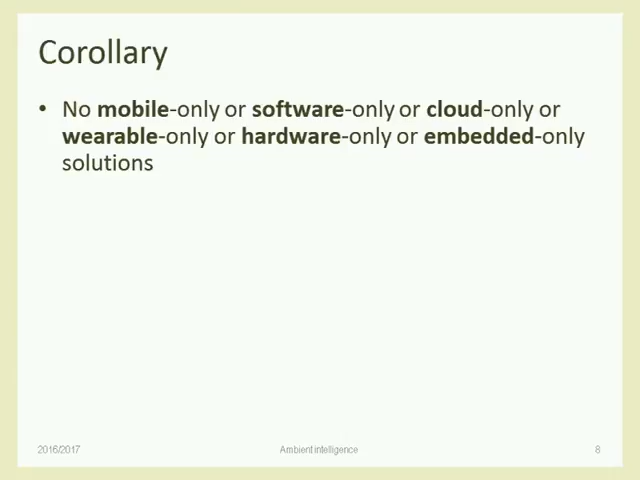 Corollary
• No mobile-only or software-only or cloud-only or
wearable-only or hardware-only or embedded-only
solutions
2016/2017 Ambient intelligence 8